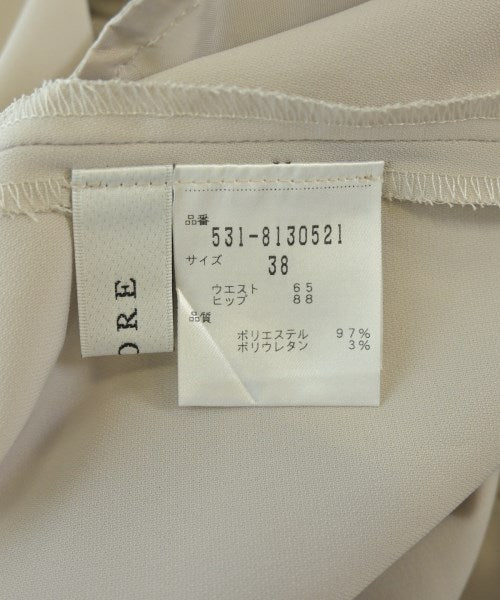 ORE
品番
531-8130521
サイズ
38
ウエスト 65
ヒップ 88
品質
ポリエステル 97%
ポリウレタン 3%